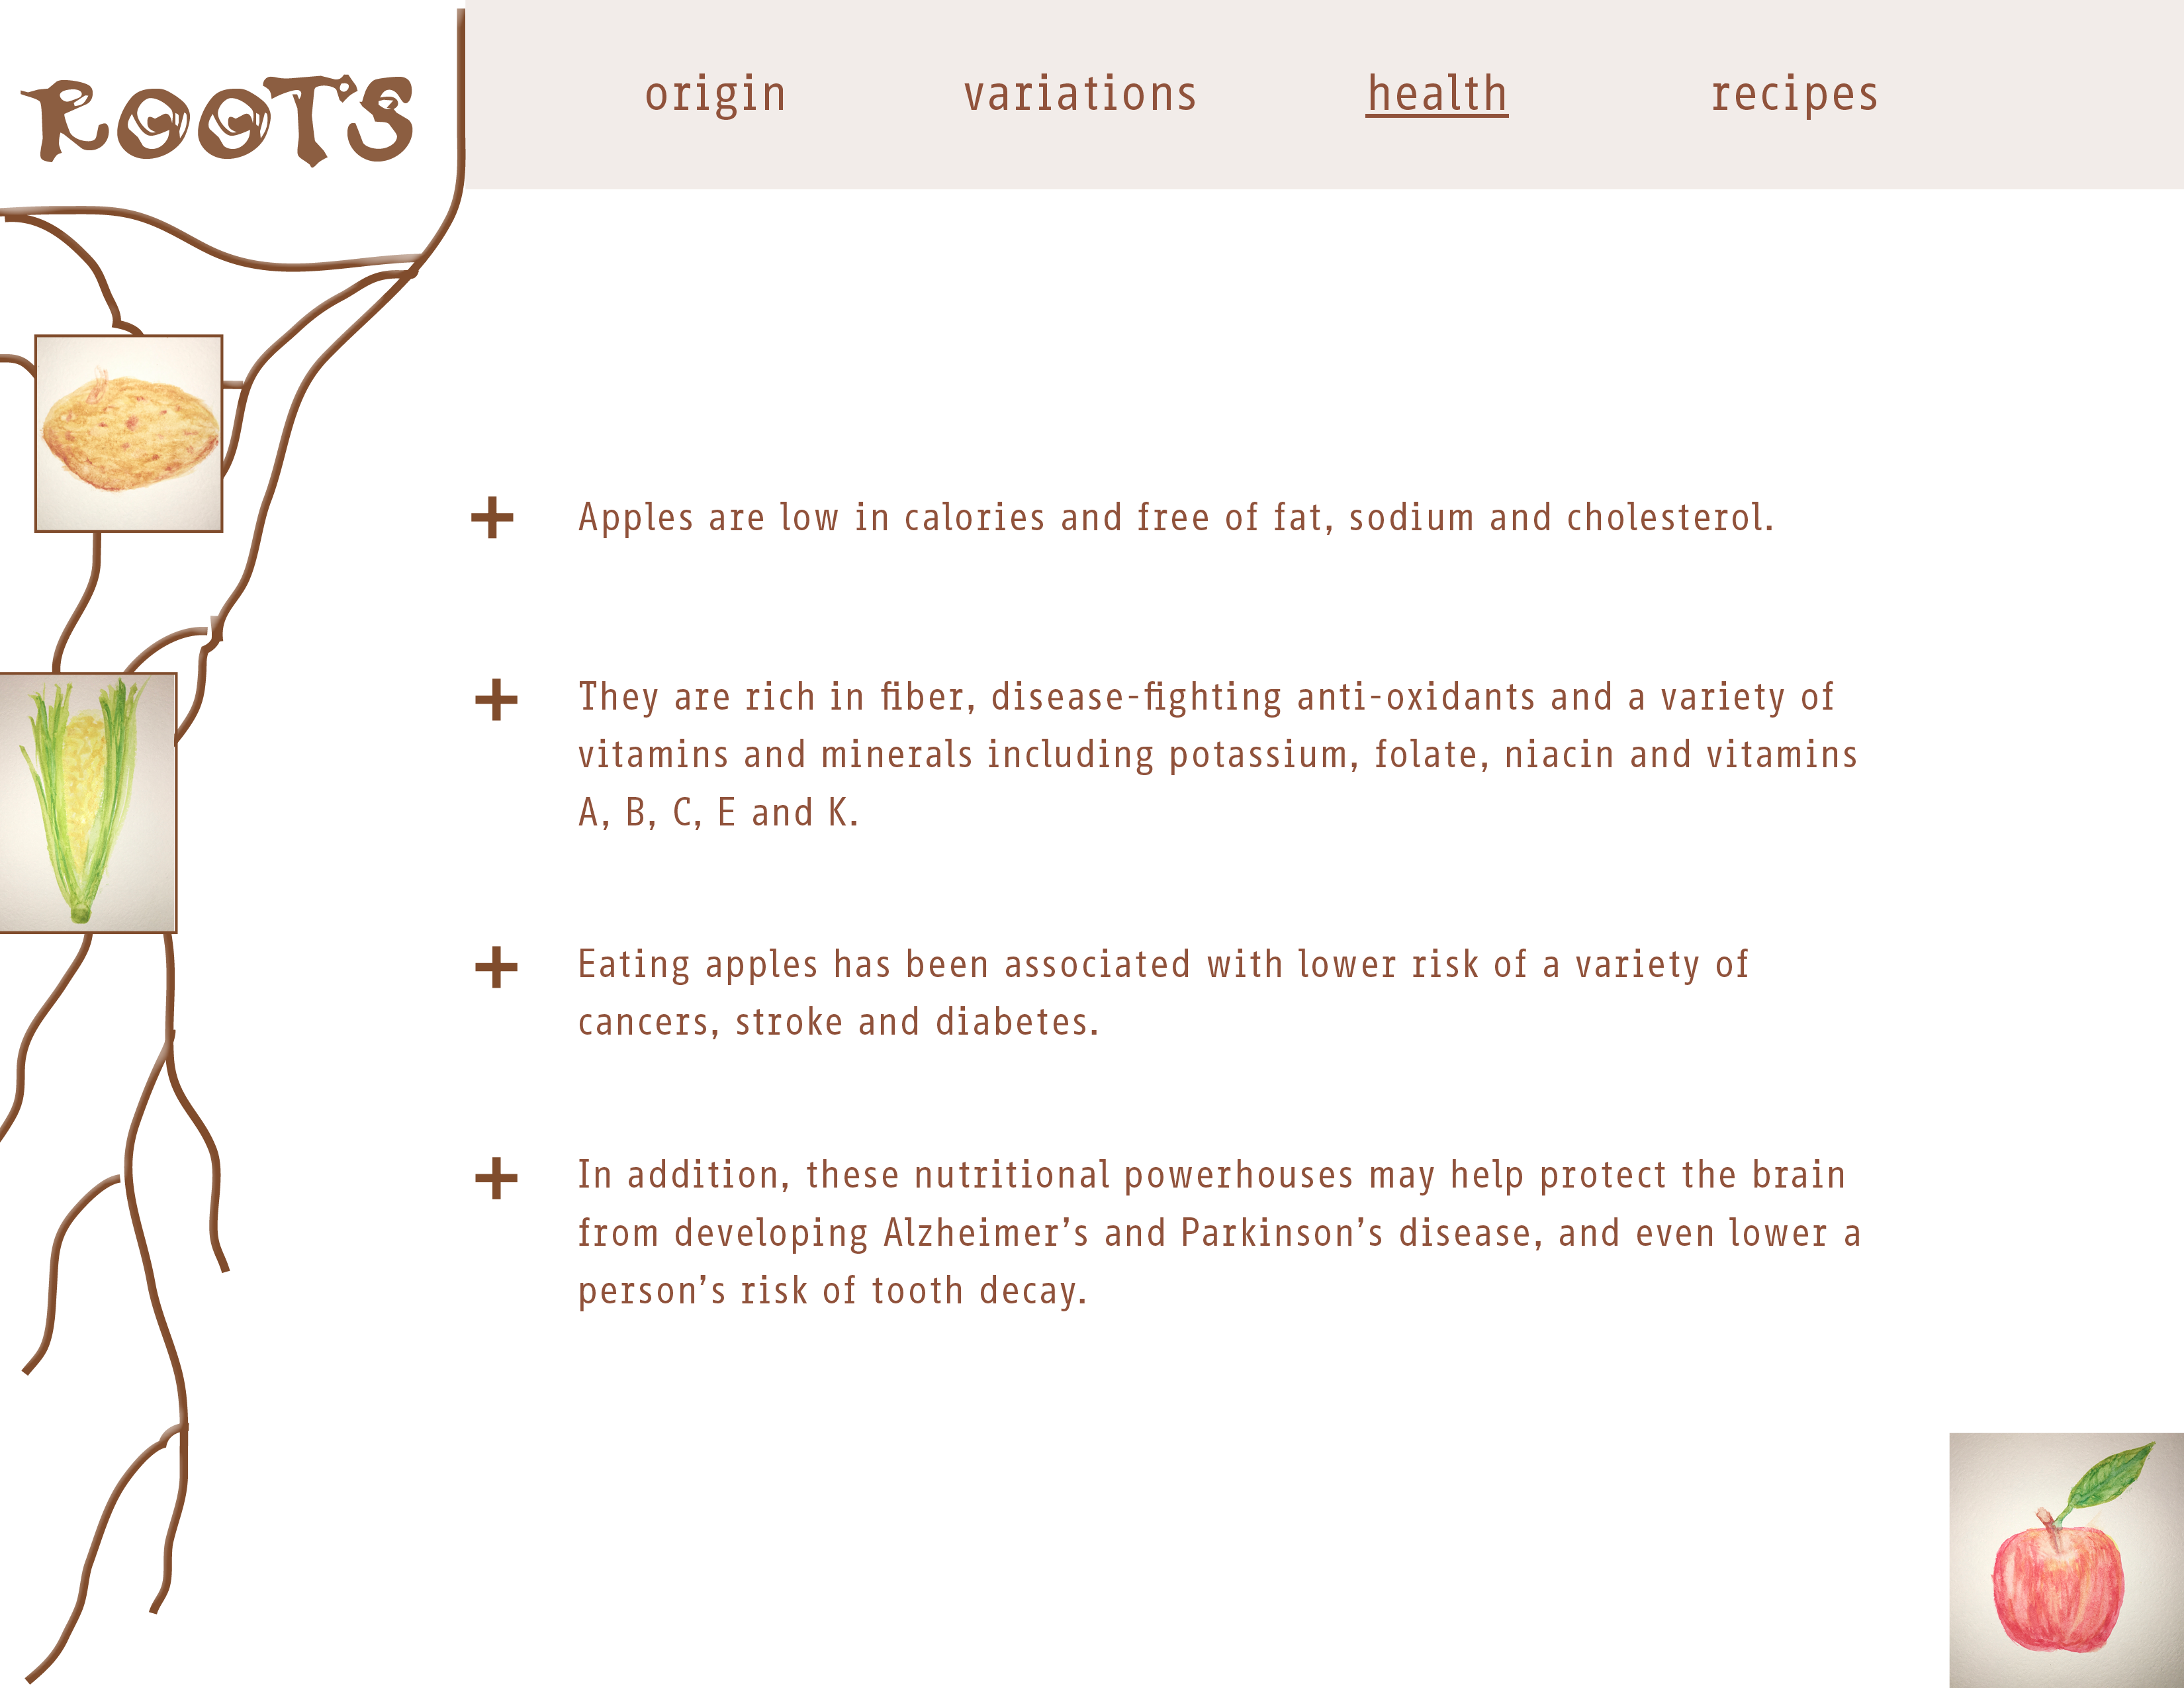 ROOTS
origin variations health recipes
+ Apples are low in calories and free of fat, sodium and cholesterol.
+ They are rich in fiber, disease-fighting anti-oxidants and a variety of
vitamins and minerals including potassium, folate, niacin and vitamins
A, B, C, E and K.
+ Eating apples has been associated with lower risk of a variety of
cancers, stroke and diabetes.
+ In addition, these nutritional powerhouses may help protect the brain
from developing Alzheimer’s and Parkinson’s disease, and even lower a
person’s risk of tooth decay.